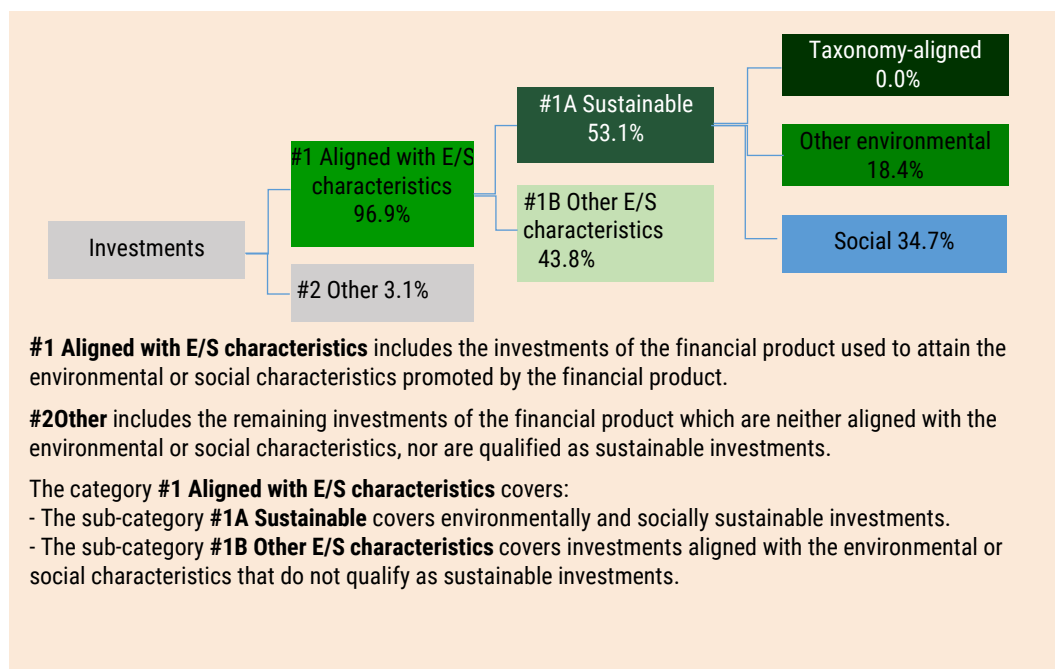 Taxonomy-aligned
0.0%
#1A Sustainable
53.1%
Other environmental
18.4%
#1 Aligned with E/S
characteristics
96.9%
#1B Other E/S
characteristics
43.8%
Social 34.7%
Investments
#2 Other 3.1%
#1 Aligned with E/S characteristics includes the investments of the financial product used to attain the
environmental or social characteristics promoted by the financial product.
#2Other includes the remaining investments of the financial product which are neither aligned with the
environmental or social characteristics, nor are qualified as sustainable investments.
The category #1 Aligned with E/S characteristics covers:
- The sub-category #1A Sustainable covers environmentally and socially sustainable investments.
- The sub-category #1B Other E/S characteristics covers investments aligned with the environmental or
social characteristics that do not qualify as sustainable investments.